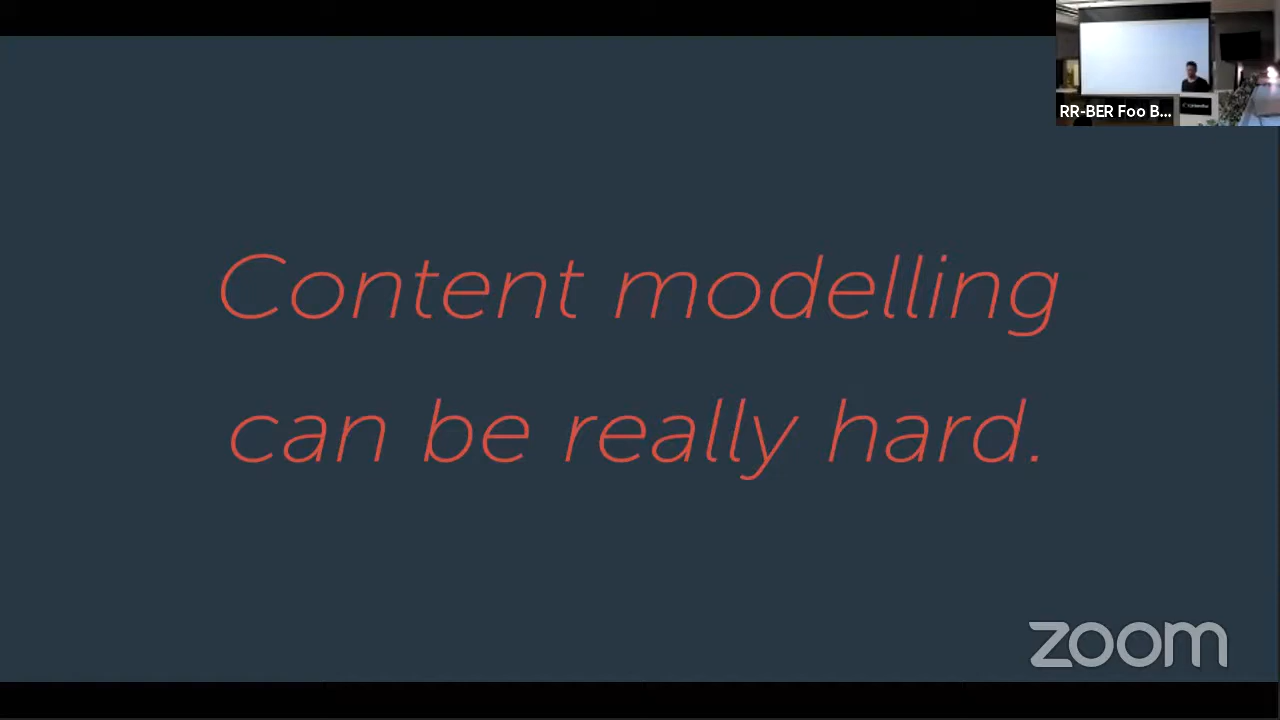 RR-BER Foo B...
Content modelling
can be really hard.
zoom